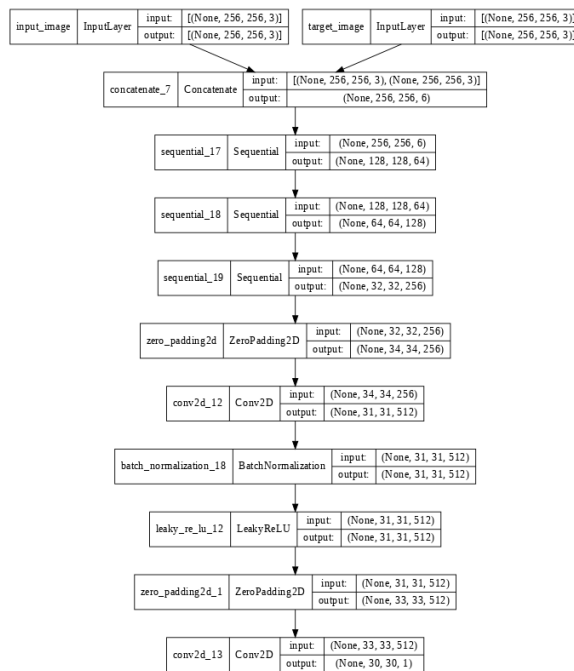 input_image InputLayer input: [(None, 256, 256, 3)] target_image InputLayer input: [(None, 256, 256, 3)]
output: [(None, 256, 256, 3)] output: [(None, 256, 256, 3)]
concatenate_7 Concatenate input: [(None, 256, 256, 3), (None, 256, 256, 3)]
output: (None, 256, 256, 6)
sequential_17 Sequential input: (None, 256, 256, 6)
output: (None, 128, 128, 64)
sequential_18 Sequential input: (None, 128, 128, 64)
output: (None, 64, 64, 128)
sequential_19 Sequential input: (None, 64, 64, 128)
output: (None, 32, 32, 256)
zero_padding2d ZeroPadding2D input: (None, 32, 32, 256)
output: (None, 34, 34, 256)
conv2d_12 Conv2D input: (None, 34, 34, 256)
output: (None, 31, 31, 512)
batch_normalization_18 BatchNormalization input: (None, 31, 31, 512)
output: (None, 31, 31, 512)
leaky_re_lu_12 LeakyReLU input: (None, 31, 31, 512)
output: (None, 31, 31, 512)
zero_padding2d_1 ZeroPadding2D input: (None, 31, 31, 512)
output: (None, 33, 33, 512)
conv2d_13 Conv2D input: (None, 33, 33, 512)
output: (None, 30, 30, 1)